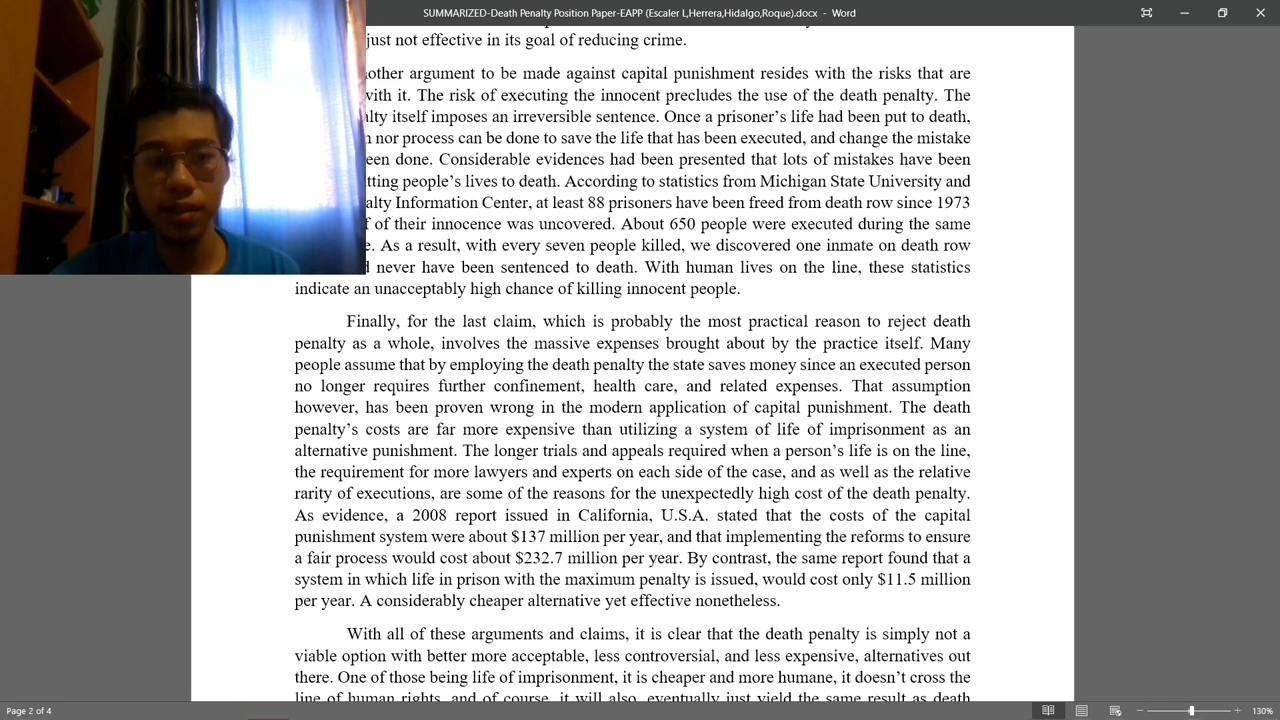 SUMMARIZED-Death Penalty Position Paper-EAPP (Escaler L,Herrera,Hidalgo,Roque).docx - Word
just not effective in its goal of reducing crime.
other argument to be made against capital punishment resides with the risks that are
with it. The risk of executing the innocent precludes the use of the death penalty. The
itself imposes an irreversible sentence. Once a prisoner's life had been put to death,
nor process can be done to save the life that has been executed, and change the mistake
een done. Considerable evidences had been presented that lots of mistakes have been
tting people's lives to death. According to statistics from Michigan State University and
alty Information Center, at least 88 prisoners have been freed from death row since 1973
of their innocence was uncovered. About 650 people were executed during the same
e. As a result, with every seven people killed, we discovered one inmate on death row
never have been sentenced to death. With human lives on the line, these statistics
indicate an unacceptably high chance of killing innocent people.
Finally, for the last claim, which is probably the most practical reason to reject death
penalty as a whole, involves the massive expenses brought about by the practice itself. Many
people assume that by employing the death penalty the state saves money since an executed person
no longer requires further confinement, health care, and related expenses. That assumption
however, has been proven wrong in the modern application of capital punishment. The death
penalty's costs are far more expensive than utilizing a system of life of imprisonment as an
alternative punishment. The longer trials and appeals required when a person's life is on the line,
the requirement for more lawyers and experts on each side of the case, and as well as the relative
rarity of executions, are some of the reasons for the unexpectedly high cost of the death penalty.
As evidence, a 2008 report issued in California, U.S.A. stated that the costs of the capital
punishment system were about $137 million per year, and that implementing the reforms to ensure
a fair process would cost about $232.7 million per year. By contrast, the same report found that a
system in which life in prison with the maximum penalty is issued, would cost only $11.5 million
per year. A considerably cheaper alternative yet effective nonetheless.
With all of these arguments and claims, it is clear that the death penalty is simply not a
viable option with better more acceptable, less controversial, and less expensive, alternatives out
there. One of those being life of imprisonment, it is cheaper and more humane, it doesn't cross the
line of human rights, and of course, it will also, eventually just yield the same result as death
Page 2 of 4
130%